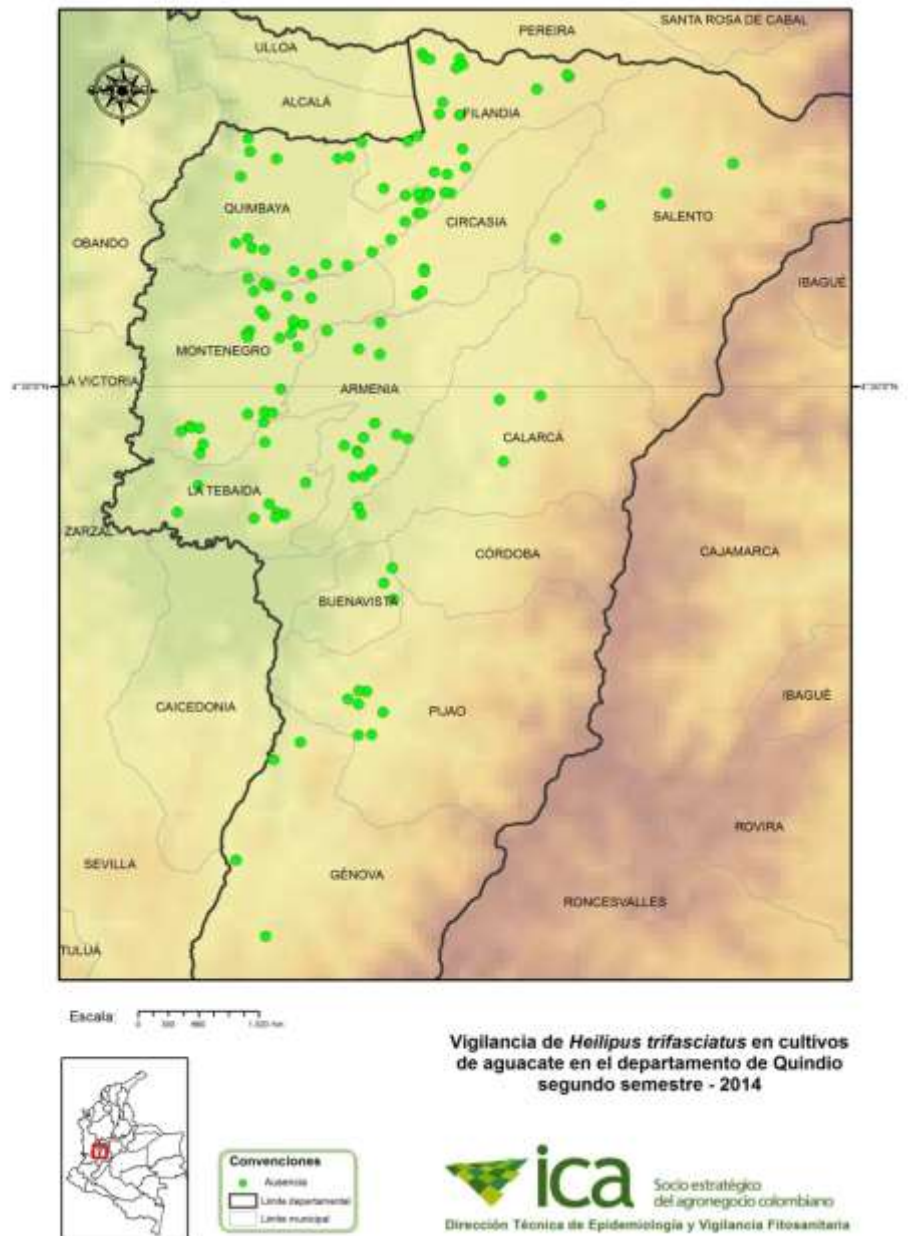 SANTA ROSA DE CABAL
PEREIRA
ULLOA
ALCALÁ
FILANDIA
QUIMBAYA
CIRCASIA
SALENTO
OBANDO
IBAGUÉ
MONTENEGRO
LA VICTORIA
ARMENIA
CALARCÁ
LA TEBAIDA
ZARZAL
CÓRDOBA
CAJAMARCA
BUENAVISTA
CAICEDONIA
PIJAO
IBAGUÉ
ROVIRA
SEVILLA
GÉNOVA
RONCESVALLES
TULUÁ
Escala:
0
Vigilancia de Heilipus trifasciatus en cultivos
de aguacate en el departamento de Quindio
segundo semestre - 2014
Convenciones
Ausencia
Límite departamental
Límite municipal
ica
Socio estratégico
del agronegocio colombiano
Dirección Técnica de Epidemiología y Vigilancia Fitosanitaria